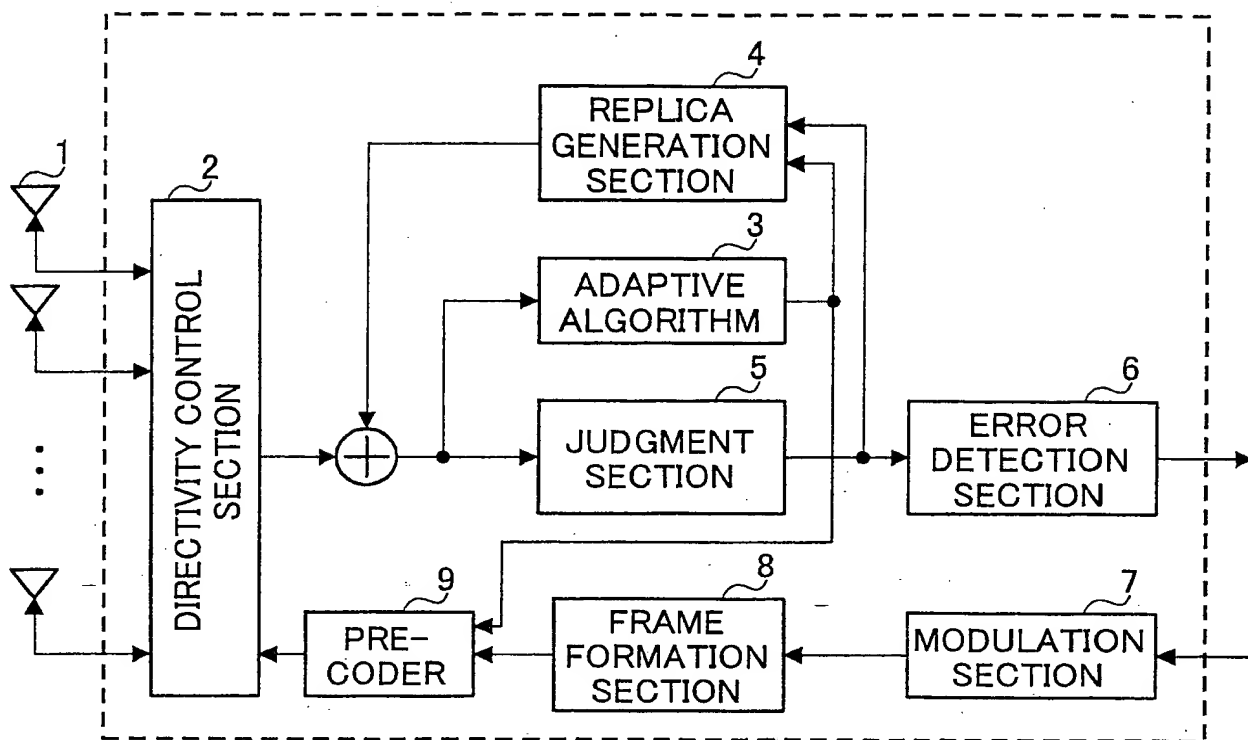 4
REPLICA
GENERATION
SECTION
1
2
DIRECTIVITY CONTROL
SECTION
3
ADAPTIVE
ALGORITHM
5
JUDGMENT
SECTION
6
ERROR
DETECTION
SECTION
9
PRE-
CODER
8
FRAME
FORMATION
SECTION
7
MODULATION
SECTION